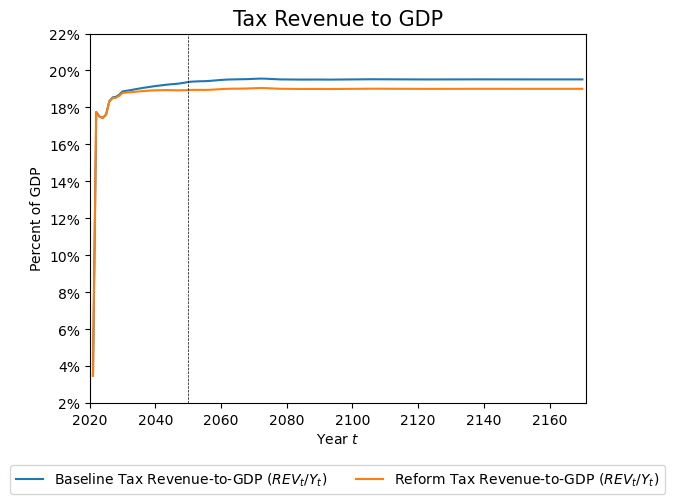 Tax Revenue to GDP
22%
20%
18%
16%
14%
12%
10%
8%
6%
4%
2%
Percent of GDP
2020 2040 2060 2080 2100 2120 2140 2160
Year t
Baseline Tax Revenue-to-GDP (REVₜ/Yₜ) Reform Tax Revenue-to-GDP (REVₜ/Yₜ)